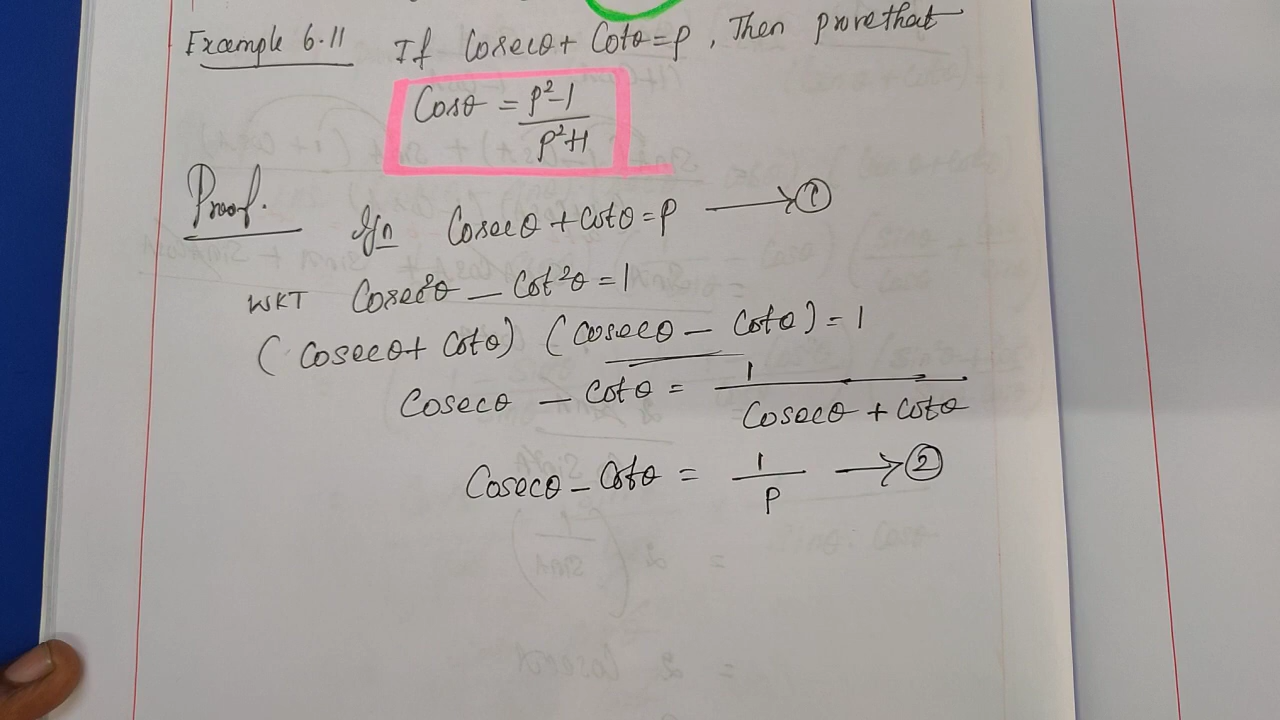 Example 6.11 If Cosecθ + Cotθ = P, Then prove that
Cosθ = P²-1 / P²+1
Proof. Gn Cosecθ + cotθ = P → ①
WKT Cosec²θ - Cot²θ = 1
(Cosecθ + Cotθ) (Cosecθ - Cotθ) = 1
Cosecθ - Cotθ = 1 / Cosecθ + Cotθ
Cosecθ - Cotθ = 1 / P → ②